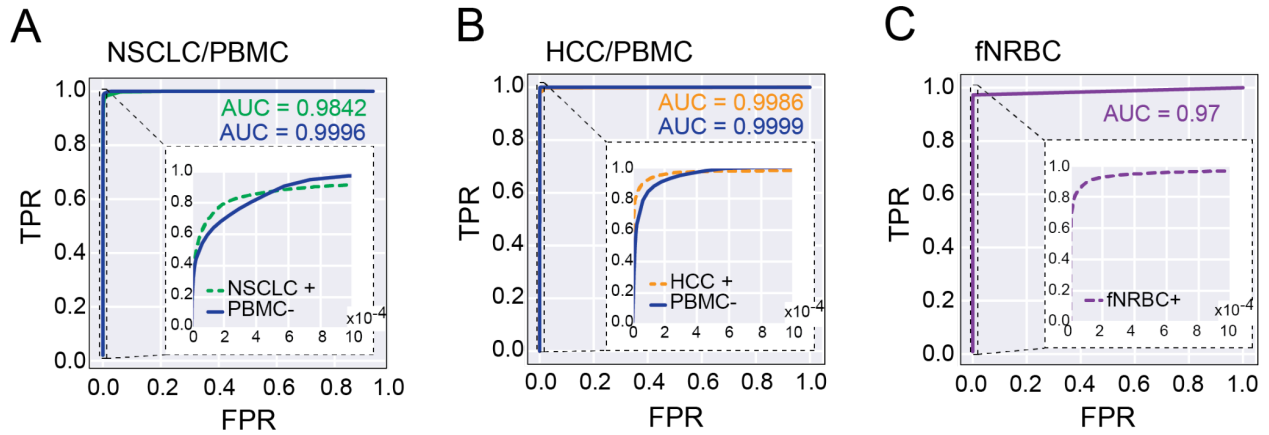 A
NSCLC/PBMC
TPR
1.0
0.8
0.6
0.4
0.2
0.0
AUC = 0.9842
AUC = 0.9996
1.0
0.8
0.6
0.4
0.2
0.0
NSCLC +
PBMC-
x10-4
0 2 4 6 8 10
0.0 0.2 0.4 0.6 0.8 1.0
FPR
B
HCC/PBMC
TPR
1.0
0.8
0.6
0.4
0.2
0.0
AUC = 0.9986
AUC = 0.9999
1.0
0.8
0.6
0.4
0.2
0.0
HCC +
PBMC-
x10-4
0 2 4 6 8 10
0.0 0.2 0.4 0.6 0.8 1.0
FPR
C
fNRBC
TPR
1.0
0.8
0.6
0.4
0.2
0.0
AUC = 0.97
1.0
0.8
0.6
0.4
0.2
0.0
fNRBC+
x10-4
0 2 4 6 8 10
0.0 0.2 0.4 0.6 0.8 1.0
FPR